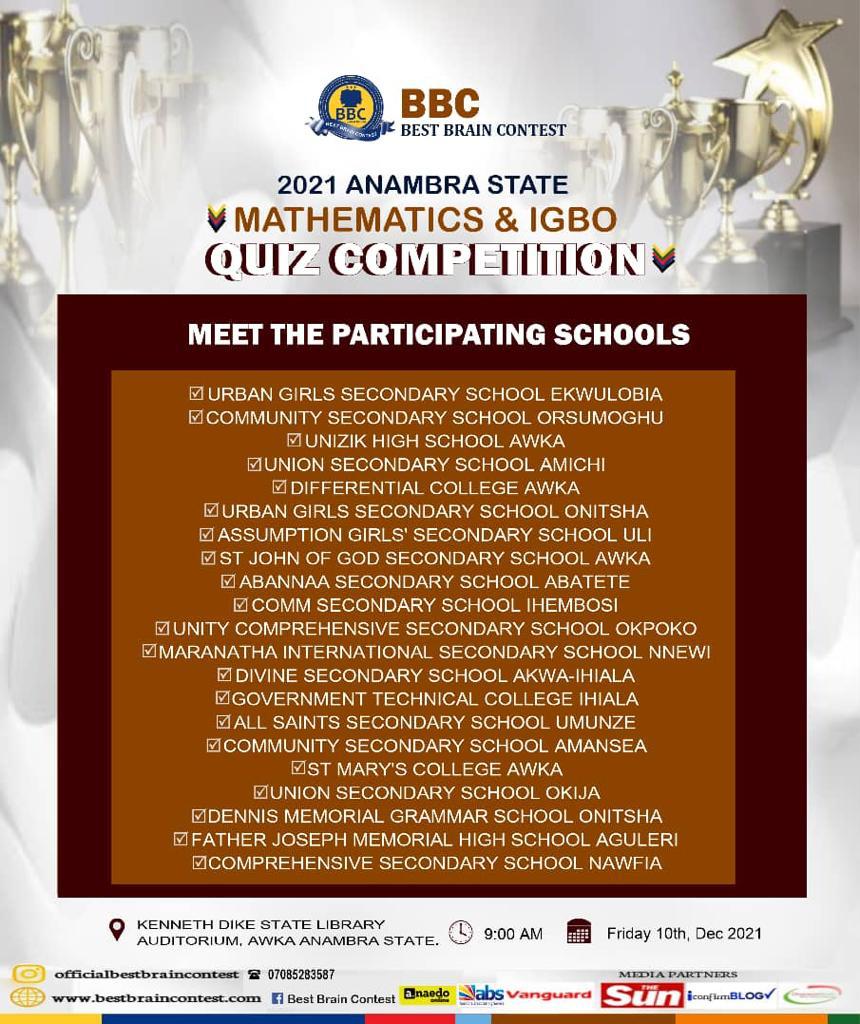 BBC
BEST BRAIN CONTEST
BBC
BEST BRAIN CONTEST
2021 ANAMBRA STATE
MATHEMATICS & IGBO
QUIZ COMPETITION
MEET THE PARTICIPATING SCHOOLS
☑ URBAN GIRLS SECONDARY SCHOOL EKWULOBIA
☑ COMMUNITY SECONDARY SCHOOL ORSUMOGHU
☑ UNIZIK HIGH SCHOOL AWKA
☑ UNION SECONDARY SCHOOL AMICHI
☑ DIFFERENTIAL COLLEGE AWKA
☑ URBAN GIRLS SECONDARY SCHOOL ONITSHA
☑ ASSUMPTION GIRLS' SECONDARY SCHOOL ULI
☑ ST JOHN OF GOD SECONDARY SCHOOL AWKA
☑ ABANNAA SECONDARY SCHOOL ABATETE
☑ COMM SECONDARY SCHOOL IHEMBOSI
☑ UNITY COMPREHENSIVE SECONDARY SCHOOL OKPOKO
☑ MARANATHA INTERNATIONAL SECONDARY SCHOOL NNEWI
☑ DIVINE SECONDARY SCHOOL AKWA-IHIALA
☑ GOVERNMENT TECHNICAL COLLEGE IHIALA
☑ ALL SAINTS SECONDARY SCHOOL UMUNZE
☑ COMMUNITY SECONDARY SCHOOL AMANSEA
☑ ST MARY'S COLLEGE AWKA
☑ UNION SECONDARY SCHOOL OKIJA
☑ DENNIS MEMORIAL GRAMMAR SCHOOL ONITSHA
☑ FATHER JOSEPH MEMORIAL HIGH SCHOOL AGULERI
☑ COMPREHENSIVE SECONDARY SCHOOL NAWFIA
KENNETH DIKE STATE LIBRARY
AUDITORIUM, AWKA ANAMBRA STATE.
9:00 AM
Friday 10th, Dec 2021
officialbestbraincontest ☎ 07085283587
MEDIA PARTNERS
www.bestbraincontest.com Best Brain Contest
anaedo
abs
Vanguard
THE Sun
iconfirmBLOG